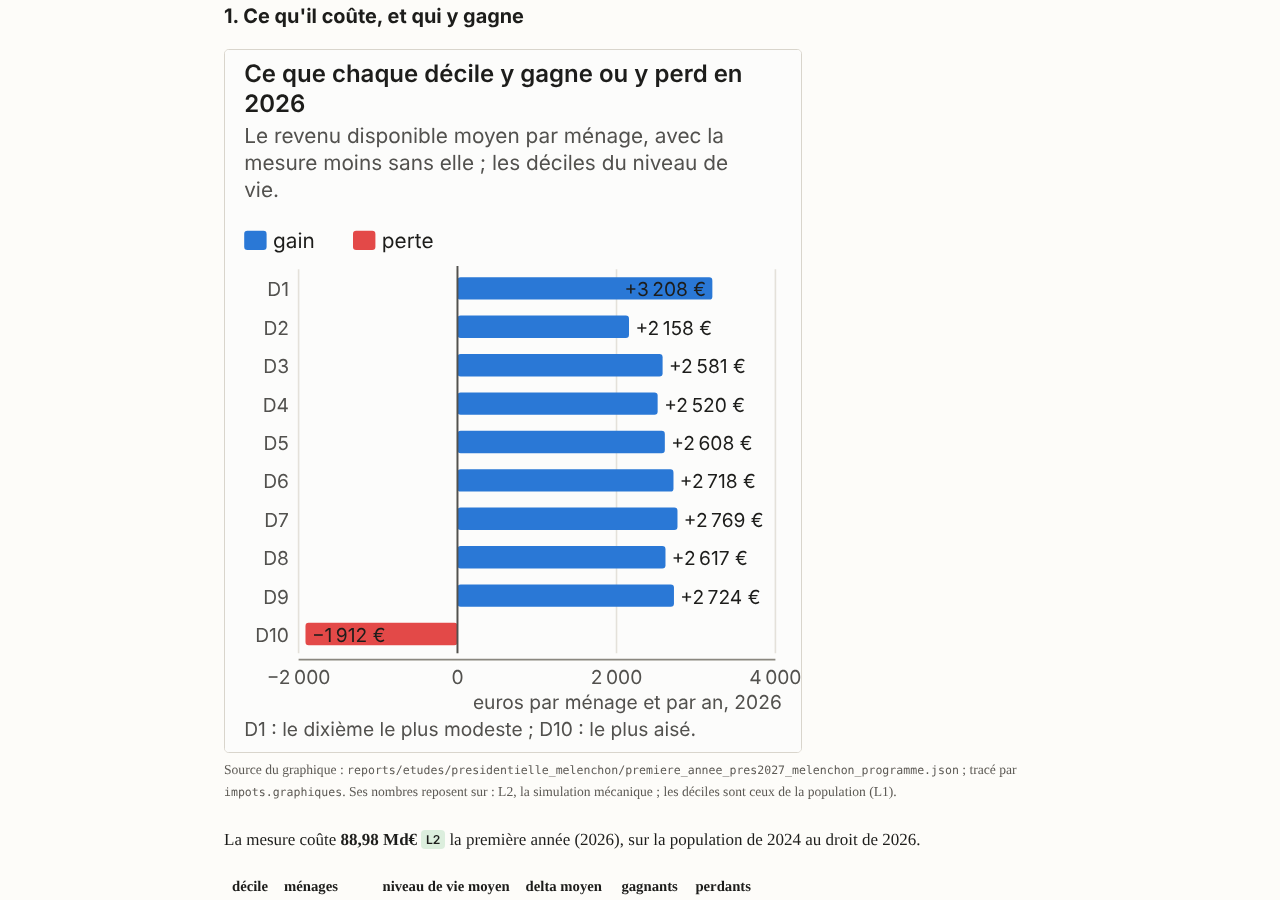 1. Ce qu'il coûte, et qui y gagne
Ce que chaque décile y gagne ou y perd en
2026
Le revenu disponible moyen par ménage, avec la
mesure moins sans elle ; les déciles du niveau de
vie.
gain perte
D1 +3 208 €
D2 +2 158 €
D3 +2 581 €
D4 +2 520 €
D5 +2 608 €
D6 +2 718 €
D7 +2 769 €
D8 +2 617 €
D9 +2 724 €
D10 −1 912 €
−2 000 0 2 000 4 000
euros par ménage et par an, 2026
D1 : le dixième le plus modeste ; D10 : le plus aisé.
Source du graphique : reports/etudes/presidentielle_melenchon/premiere_annee_pres2027_melenchon_programme.json ; tracé par
impots.graphiques. Ses nombres reposent sur : L2, la simulation mécanique ; les déciles sont ceux de la population (L1).
La mesure coûte 88,98 Md€ L2 la première année (2026), sur la population de 2024 au droit de 2026.
décile ménages niveau de vie moyen delta moyen gagnants perdants